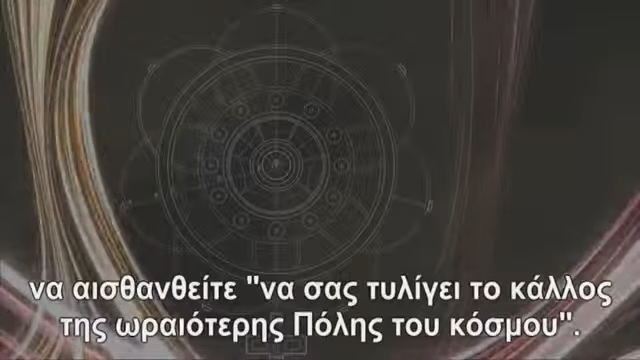 να αισθανθείτε "να σας τυλίγει το κάλλος
της ωραιότερης Πόλης του κόσμου".